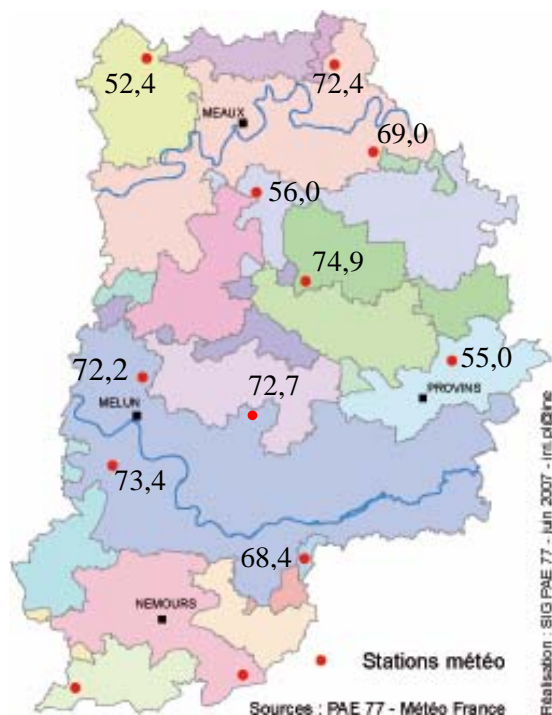 52,4
72,4
MEAUX
69,0
56,0
74,9
55,0
72,2
72,7
PROVINS
MELUN
73,4
68,4
NEMOURS
Stations météo
Sources : PAE 77 - Météo France
Réalisation : SIG PAE 77 - juin 2007 -